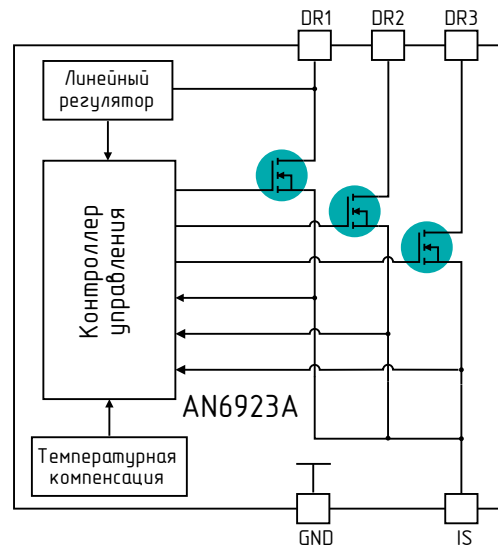 DR1 DR2 DR3
Линейный
регулятор
Контроллер
управления
AN6923A
Температурная
компенсация
GND IS